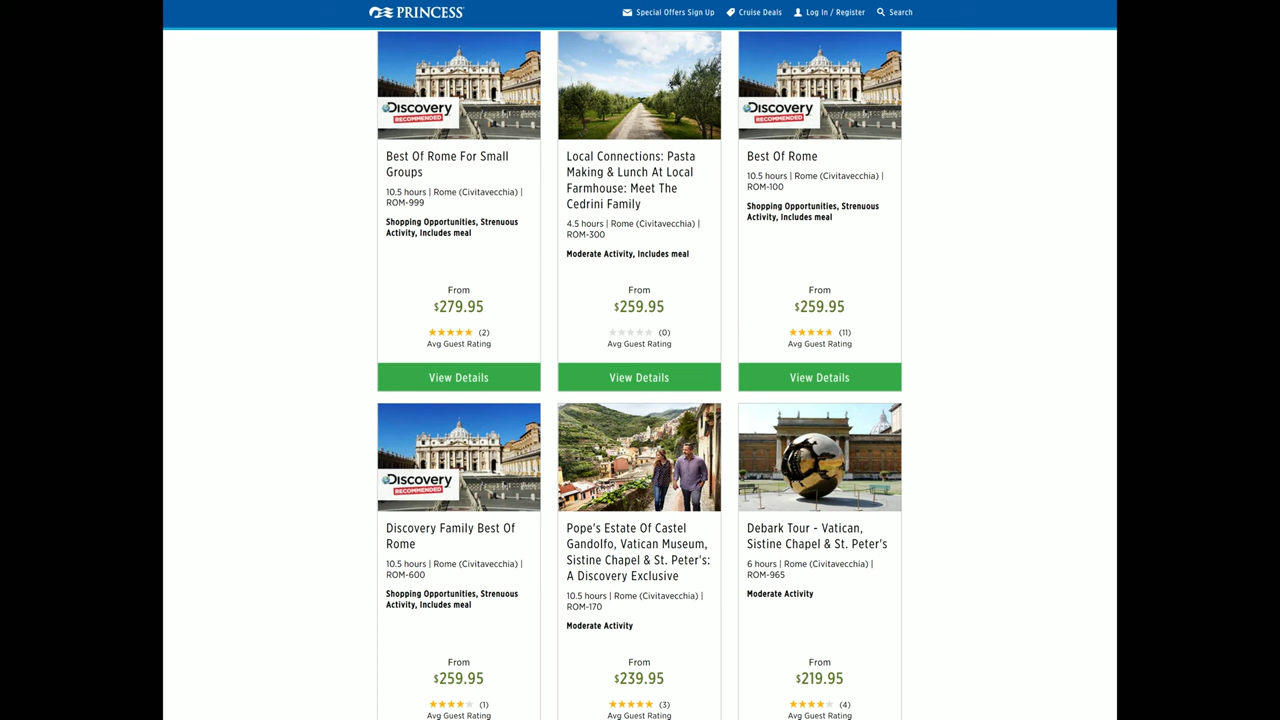 PRINCESS
Special Offers Sign Up
Cruise Deals
Log In / Register
Search
Discovery
RECOMMENDED
Best Of Rome For Small
Groups
10.5 hours | Rome (Civitavecchia) |
ROM-999
Shopping Opportunities, Strenuous
Activity, Includes meal
From
$279.95
(2)
Avg Guest Rating
View Details
Local Connections: Pasta
Making & Lunch At Local
Farmhouse: Meet The
Cedrini Family
4.5 hours | Rome (Civitavecchia) |
ROM-300
Moderate Activity, Includes meal
From
$259.95
(0)
Avg Guest Rating
View Details
Discovery
RECOMMENDED
Best Of Rome
10.5 hours | Rome (Civitavecchia) |
ROM-100
Shopping Opportunities, Strenuous
Activity, Includes meal
From
$259.95
(11)
Avg Guest Rating
View Details
Discovery
RECOMMENDED
Discovery Family Best Of
Rome
10.5 hours | Rome (Civitavecchia) |
ROM-600
Shopping Opportunities, Strenuous
Activity, Includes meal
From
$259.95
(1)
Avg Guest Rating
Pope's Estate Of Castel
Gandolfo, Vatican Museum,
Sistine Chapel & St. Peter's:
A Discovery Exclusive
10.5 hours | Rome (Civitavecchia) |
ROM-170
Moderate Activity
From
$239.95
(3)
Avg Guest Rating
Debark Tour - Vatican,
Sistine Chapel & St. Peter's
6 hours | Rome (Civitavecchia) |
ROM-965
Moderate Activity
From
$219.95
(4)
Avg Guest Rating